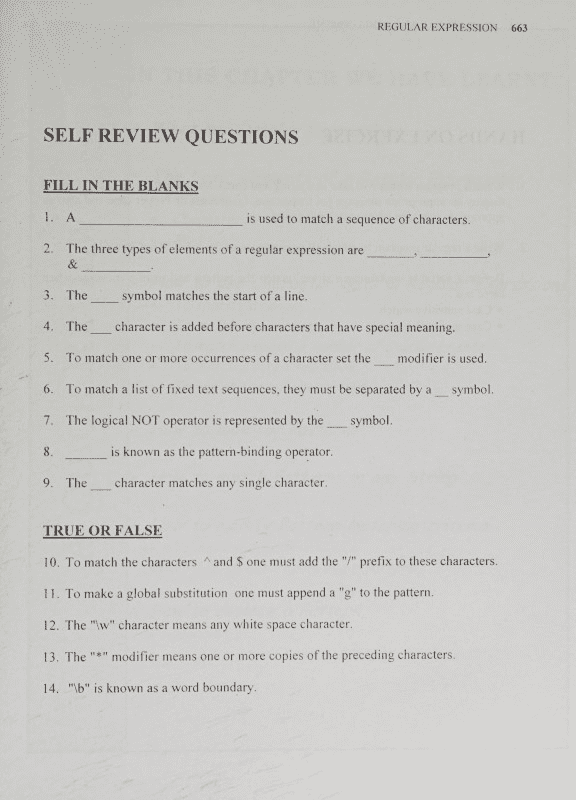 REGULAR EXPRESSION 663
SELF REVIEW QUESTIONS
FILL IN THE BLANKS
1. A ________________________ is used to match a sequence of characters.
2. The three types of elements of a regular expression are _______, __________,
& __________.
3. The ____ symbol matches the start of a line.
4. The ___ character is added before characters that have special meaning.
5. To match one or more occurrences of a character set the ___ modifier is used.
6. To match a list of fixed text sequences, they must be separated by a __ symbol.
7. The logical NOT operator is represented by the ___ symbol.
8. ______ is known as the pattern-binding operator.
9. The ___ character matches any single character.
TRUE OR FALSE
10. To match the characters ^ and $ one must add the "/" prefix to these characters.
11. To make a global substitution one must append a "g" to the pattern.
12. The "\w" character means any white space character.
13. The "*" modifier means one or more copies of the preceding characters.
14. "\b" is known as a word boundary.